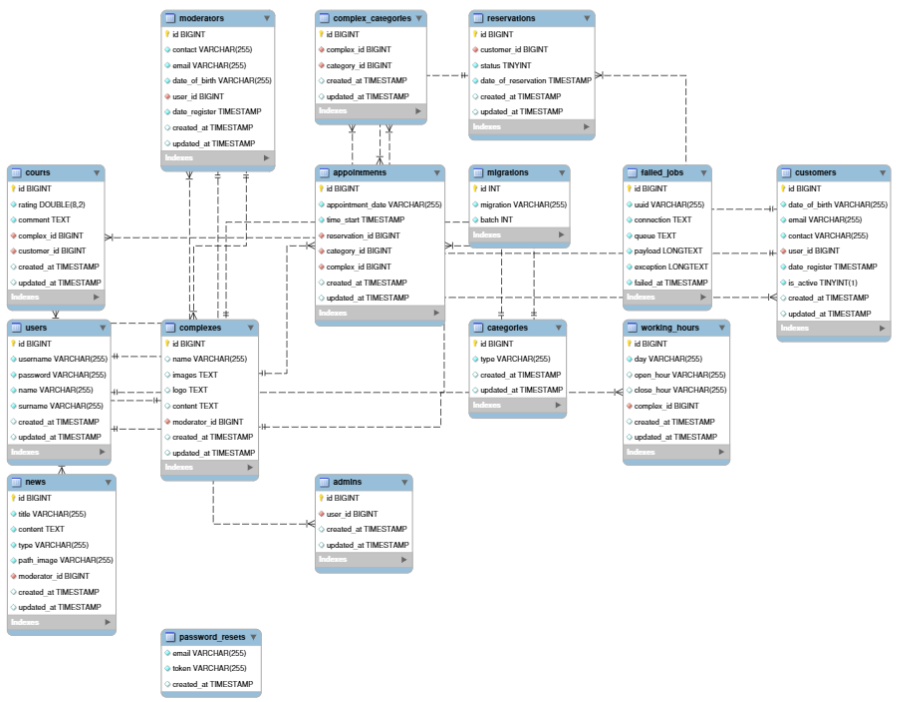 moderators
id BIGINT
contact VARCHAR(255)
email VARCHAR(255)
date_of_birth VARCHAR(255)
user_id BIGINT
date_register TIMESTAMP
created_at TIMESTAMP
updated_at TIMESTAMP
Indexes
complex_categories
id BIGINT
complex_id BIGINT
category_id BIGINT
created_at TIMESTAMP
updated_at TIMESTAMP
Indexes
reservations
id BIGINT
customer_id BIGINT
status TINYINT
date_of_reservation TIMESTAMP
created_at TIMESTAMP
updated_at TIMESTAMP
Indexes
courts
id BIGINT
rating DOUBLE(8,2)
comment TEXT
complex_id BIGINT
customer_id BIGINT
created_at TIMESTAMP
updated_at TIMESTAMP
Indexes
appointments
id BIGINT
appointment_date VARCHAR(255)
time_start TIMESTAMP
reservation_id BIGINT
category_id BIGINT
complex_id BIGINT
created_at TIMESTAMP
updated_at TIMESTAMP
Indexes
migrations
id INT
migration VARCHAR(255)
batch INT
Indexes
failed_jobs
id BIGINT
uuid VARCHAR(255)
connection TEXT
queue TEXT
payload LONGTEXT
exception LONGTEXT
failed_at TIMESTAMP
Indexes
customers
id BIGINT
date_of_birth VARCHAR(255)
email VARCHAR(255)
contact VARCHAR(255)
user_id BIGINT
date_register TIMESTAMP
is_active TINYINT(1)
created_at TIMESTAMP
updated_at TIMESTAMP
Indexes
users
id BIGINT
username VARCHAR(255)
password VARCHAR(255)
name VARCHAR(255)
surname VARCHAR(255)
created_at TIMESTAMP
updated_at TIMESTAMP
Indexes
complexes
id BIGINT
name VARCHAR(255)
images TEXT
logo TEXT
content TEXT
moderator_id BIGINT
created_at TIMESTAMP
updated_at TIMESTAMP
Indexes
categories
id BIGINT
type VARCHAR(255)
created_at TIMESTAMP
updated_at TIMESTAMP
Indexes
working_hours
id BIGINT
day VARCHAR(255)
open_hour VARCHAR(255)
close_hour VARCHAR(255)
complex_id BIGINT
created_at TIMESTAMP
updated_at TIMESTAMP
Indexes
news
id BIGINT
title VARCHAR(255)
content TEXT
type VARCHAR(255)
path_image VARCHAR(255)
moderator_id BIGINT
created_at TIMESTAMP
updated_at TIMESTAMP
Indexes
admins
id BIGINT
user_id BIGINT
created_at TIMESTAMP
updated_at TIMESTAMP
Indexes
password_resets
email VARCHAR(255)
token VARCHAR(255)
created_at TIMESTAMP